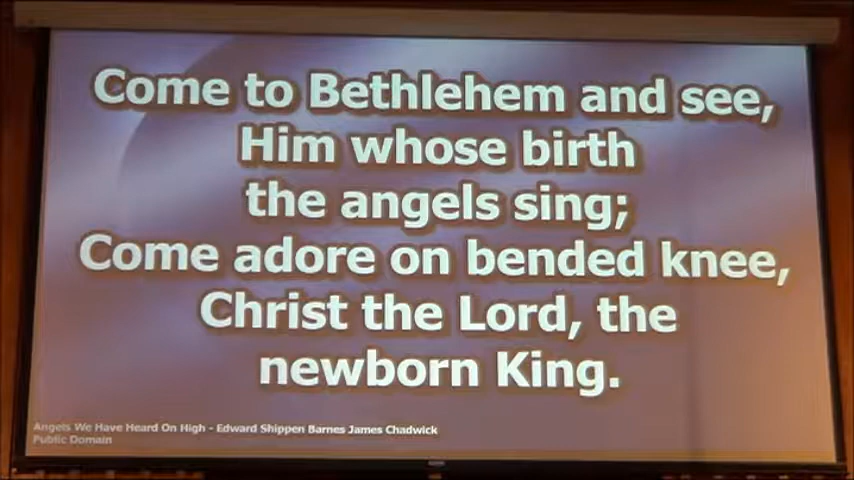 Come to Bethlehem and see,
Him whose birth
the angels sing;
Come adore on bended knee,
Christ the Lord, the
newborn King.
Angels We Have Heard On High - Edward Shippen Barnes James Chadwick
Public Domain